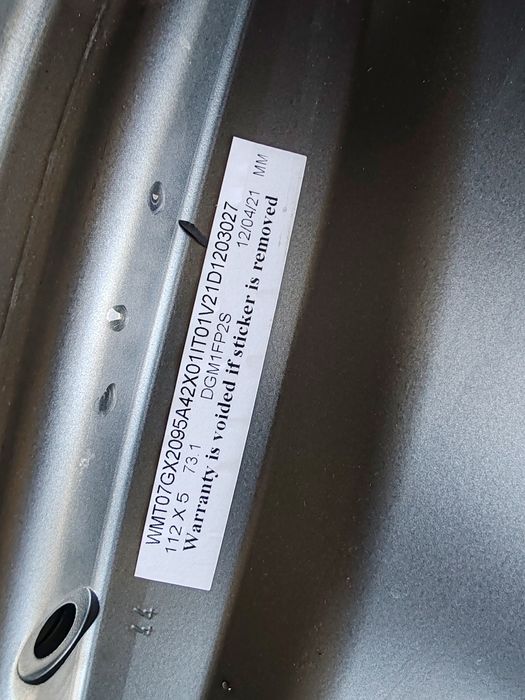 WMT07GX2095A42X01IT01V21D1203027
112 X 5 73.1 DGM1FP2S 12/04/21 MM
Warranty is voided if sticker is removed